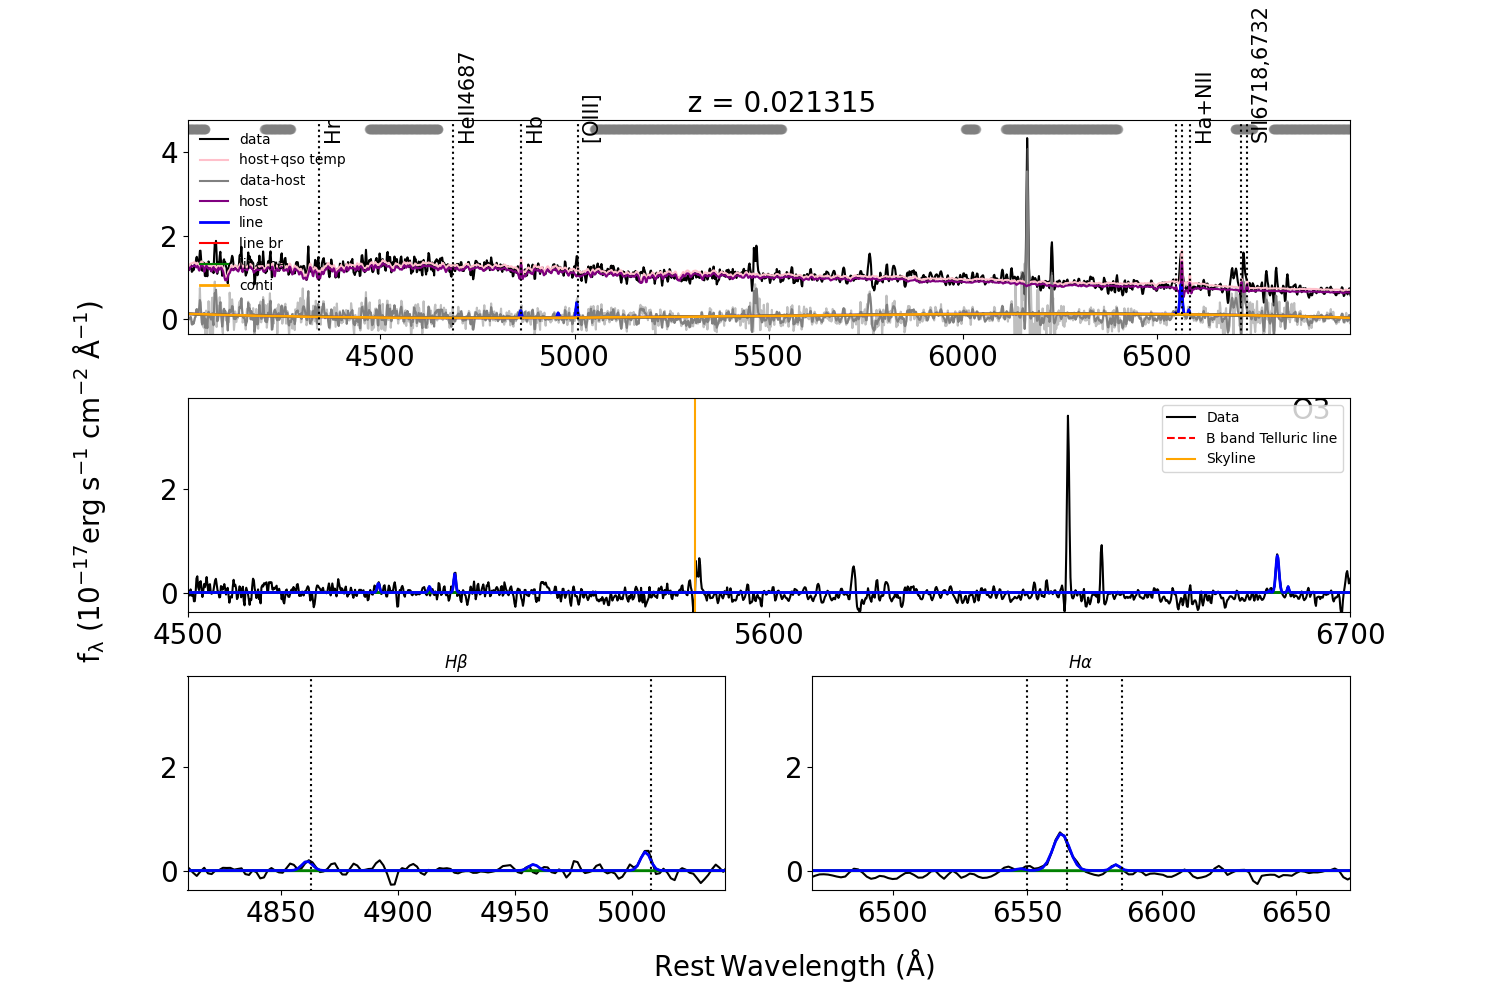 z = 0.021315
Hr
HeII4687
Hb
[OIII]
Ha+NII
SII6718,6732
data
host+qso temp
data-host
host
line
line br
conti
4
2
0
4500
5000
5500
6000
6500
O3
Data
B band Telluric line
Skyline
2
0
4500
5600
6700
fλ (10⁻¹⁷erg s⁻¹ cm⁻² Å⁻¹)
Hβ
2
0
4850
4900
4950
5000
Hα
2
0
6500
6550
6600
6650
Rest Wavelength (Å)